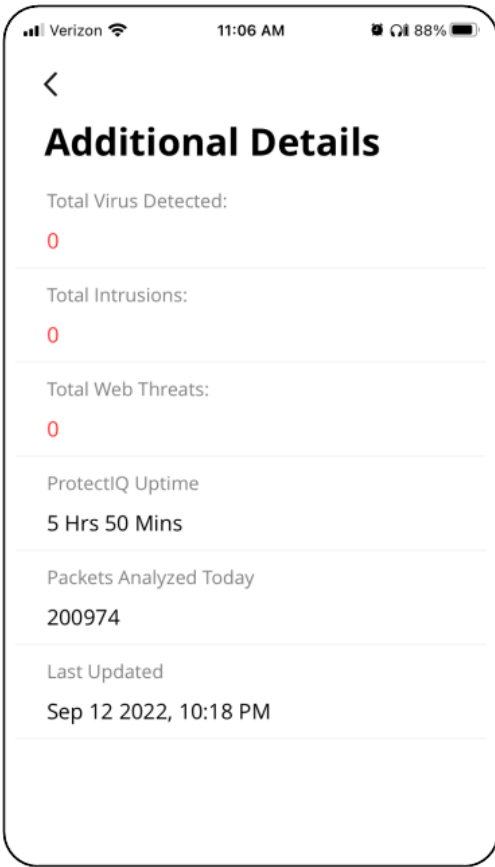 Verizon 11:06 AM 88%
Additional Details
Total Virus Detected:
0
Total Intrusions:
0
Total Web Threats:
0
ProtectIQ Uptime
5 Hrs 50 Mins
Packets Analyzed Today
200974
Last Updated
Sep 12 2022, 10:18 PM